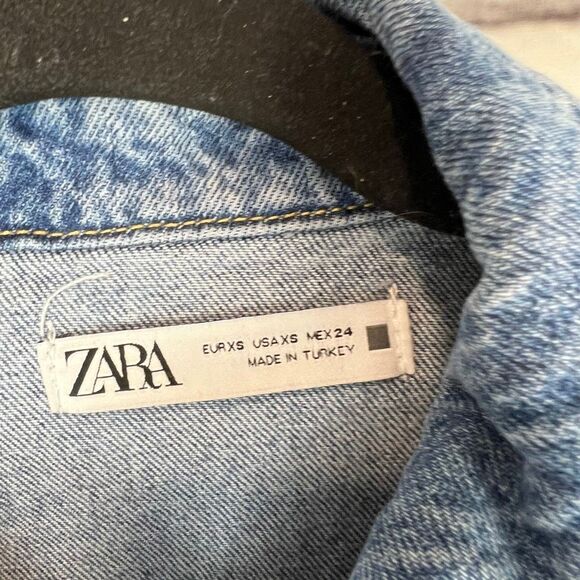 ZARA
EUR XS USA XS MEX 24
MADE IN TURKEY